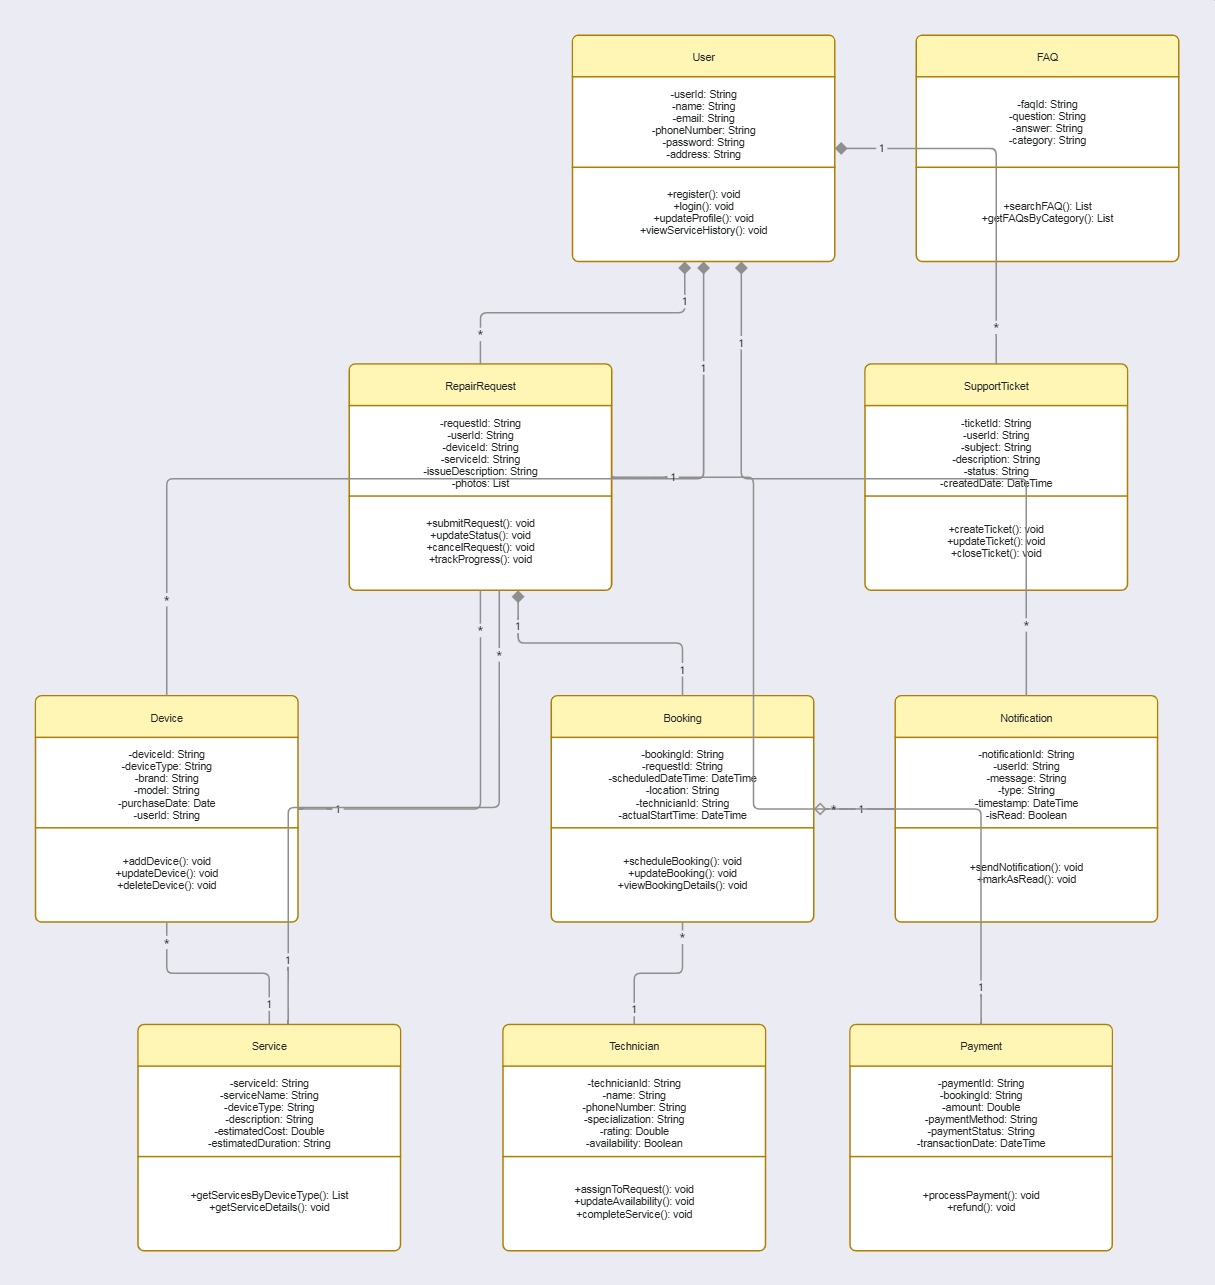 User
-userId: String
-name: String
-email: String
-phoneNumber: String
-password: String
-address: String
+register(): void
+login(): void
+updateProfile(): void
+viewServiceHistory(): void
FAQ
-faqId: String
-question: String
-answer: String
-category: String
+searchFAQ(): List
+getFAQsByCategory(): List
1
1
*
1
1
*
RepairRequest
-requestId: String
-userId: String
-deviceId: String
-serviceId: String
-issueDescription: String
-photos: List
+submitRequest(): void
+updateStatus(): void
+cancelRequest(): void
+trackProgress(): void
1
SupportTicket
-ticketId: String
-userId: String
-subject: String
-description: String
-status: String
-createdDate: DateTime
+createTicket(): void
+updateTicket(): void
+closeTicket(): void
*
*
*
1
1
*
Device
-deviceId: String
-deviceType: String
-brand: String
-model: String
-purchaseDate: Date
-userId: String
+addDevice(): void
+updateDevice(): void
+deleteDevice(): void
1
Booking
-bookingId: String
-requestId: String
-scheduledDateTime: DateTime
-location: String
-technicianId: String
-actualStartTime: DateTime
+scheduleBooking(): void
+updateBooking(): void
+viewBookingDetails(): void
* 1
Notification
-notificationId: String
-userId: String
-message: String
-type: String
-timestamp: DateTime
-isRead: Boolean
+sendNotification(): void
+markAsRead(): void
*
1
1
*
1
1
Service
-serviceId: String
-serviceName: String
-deviceType: String
-description: String
-estimatedCost: Double
-estimatedDuration: String
+getServicesByDeviceType(): List
+getServiceDetails(): void
Technician
-technicianId: String
-name: String
-phoneNumber: String
-specialization: String
-rating: Double
-availability: Boolean
+assignToRequest(): void
+updateAvailability(): void
+completeService(): void
Payment
-paymentId: String
-bookingId: String
-amount: Double
-paymentMethod: String
-paymentStatus: String
-transactionDate: DateTime
+processPayment(): void
+refund(): void